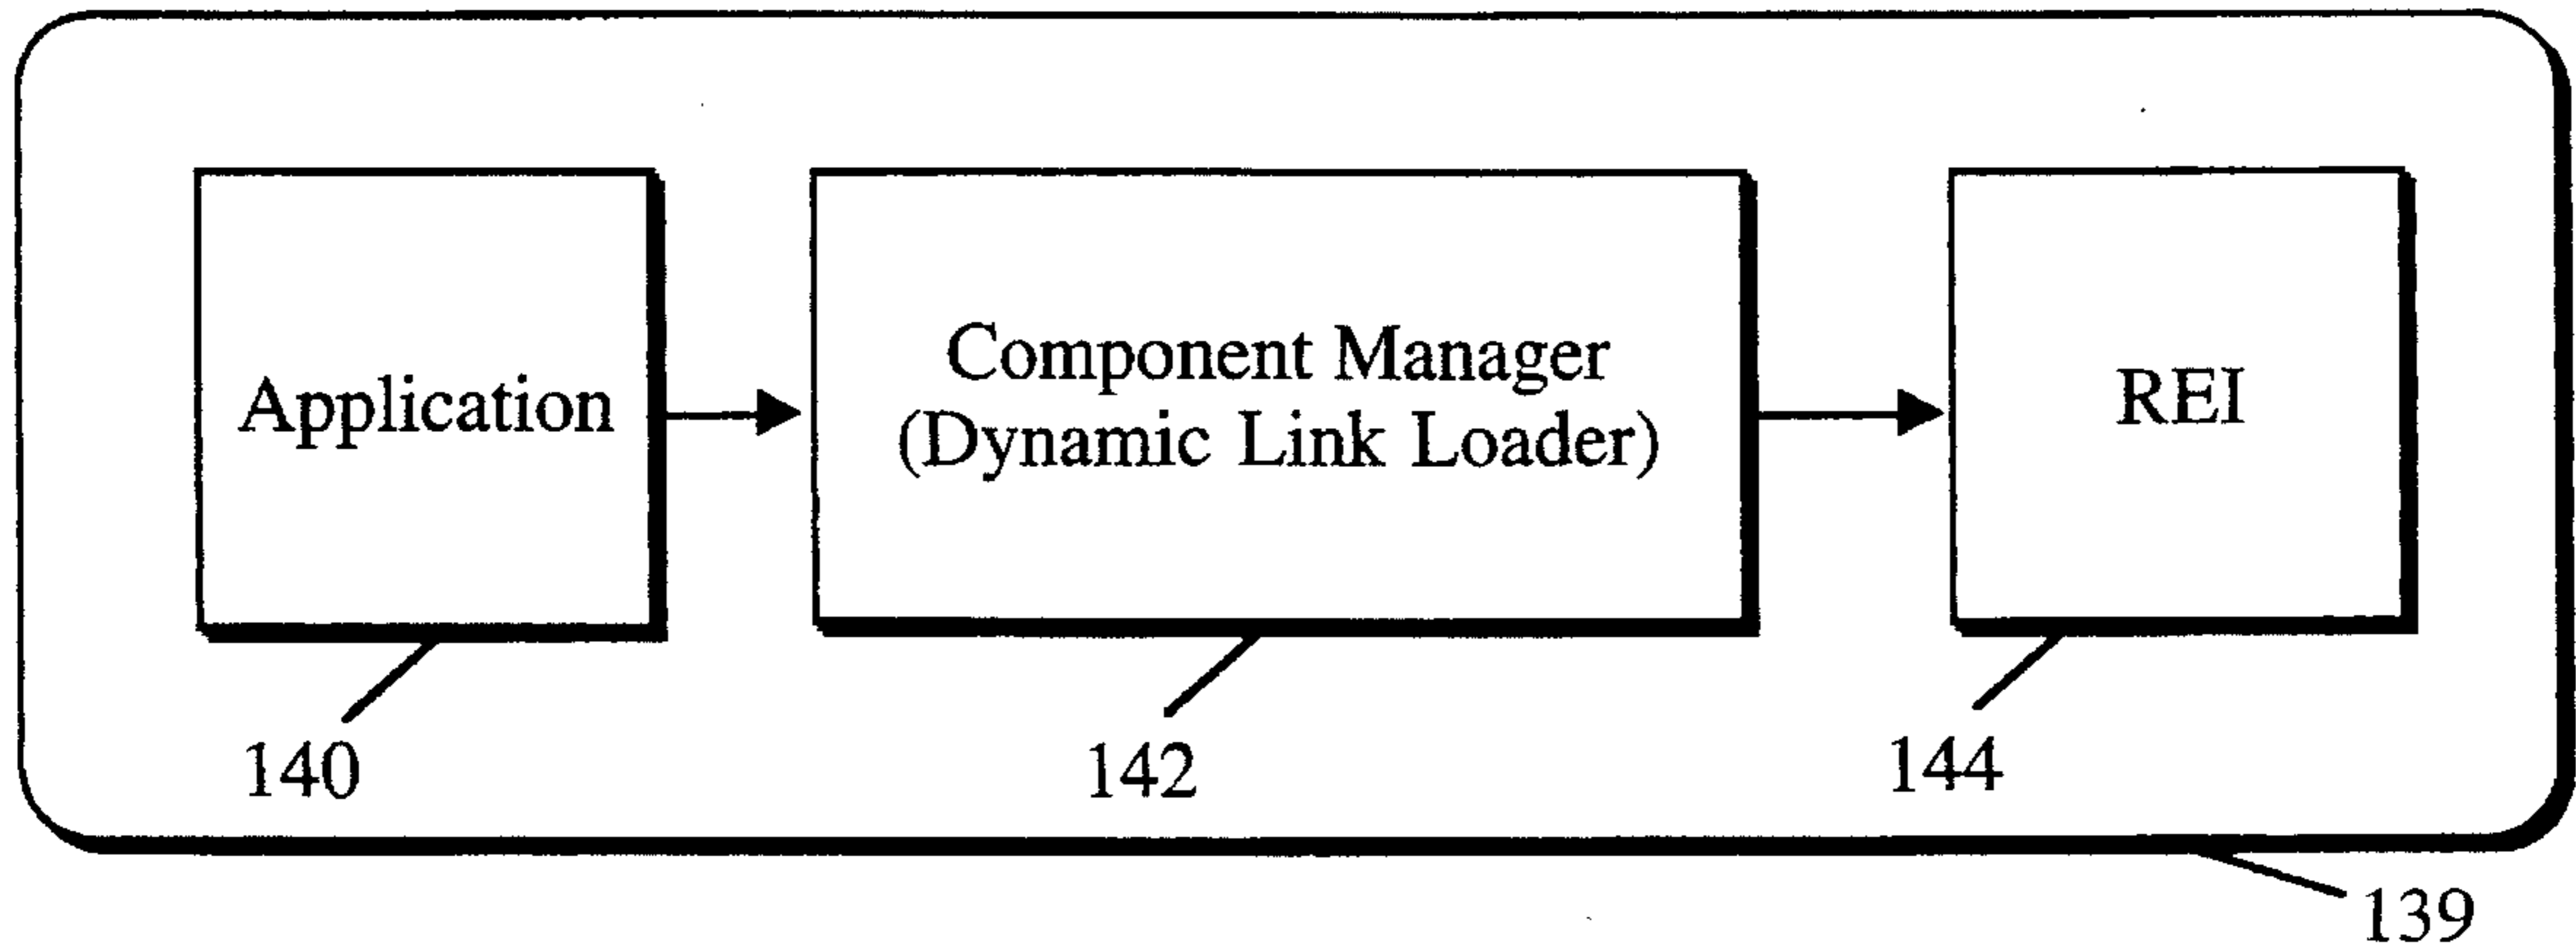 Application
Component Manager
(Dynamic Link Loader)
REI
140
142
144
139